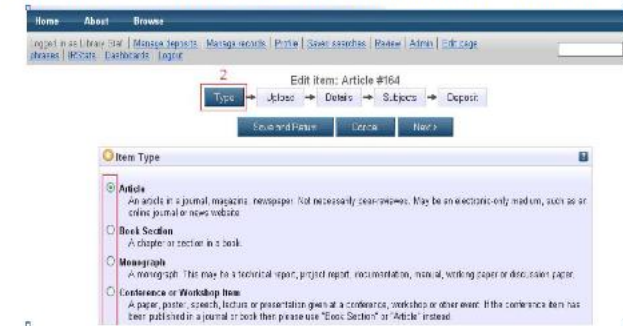 Home About Browse
Logged in as Library Staf | Manage deposits | Manage records | Profile | Saved searches | Review | Admin | Edit page
phrases | IRStats | Dashboards | Logout
2
Edit item: Article #164
Type → Upload → Details → Subjects → Deposit
Save and Return Cancel Next >
Item Type
Article
An article in a journal, magazine, newspaper. Not necessarily peer-reviewed. May be an electronic-only medium, such as an
online journal or news website.
Book Section
A chapter or section in a book.
Monograph
A monograph. This may be a technical report, project report, documentation, manual, working paper or discussion paper.
Conference or Workshop Item
A paper, poster, speech, lecture or presentation given at a conference, workshop or other event. If the conference item has
been published in a journal or book then please use "Book Section" or "Article" instead.